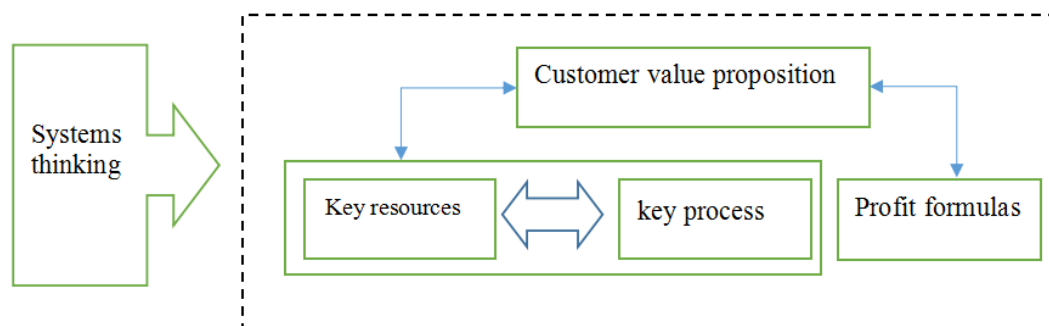 Systems
thinking
Customer value proposition
Key resources
key process
Profit formulas